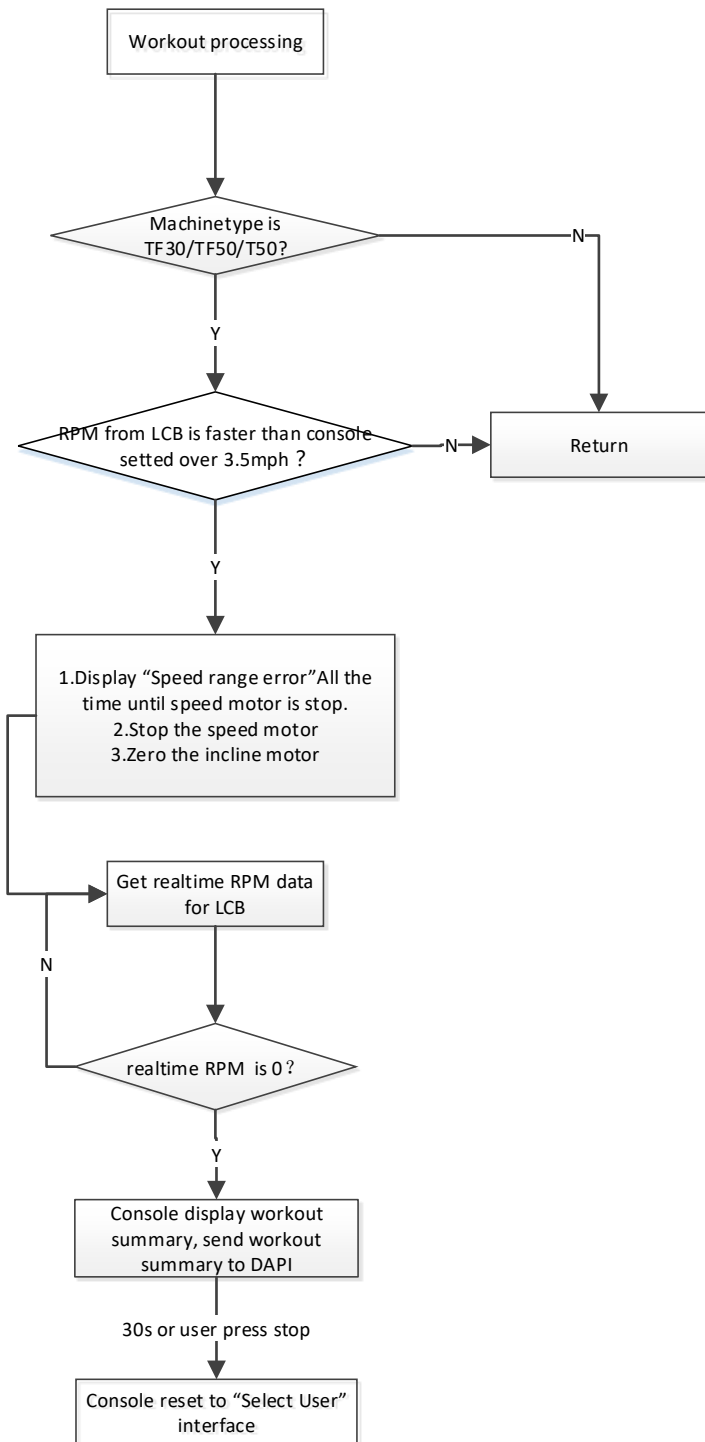 Workout processing
Machinetype is
TF30/TF50/T50?
N
Y
RPM from LCB is faster than console
setted over 3.5mph ？
N
Return
Y
1.Display “Speed range error”All the
time until speed motor is stop.
2.Stop the speed motor
3.Zero the incline motor
Get realtime RPM data
for LCB
N
realtime RPM  is 0？
Y
Console display workout
summary, send workout
summary to DAPI
30s or user press stop
Console reset to “Select User”
interface